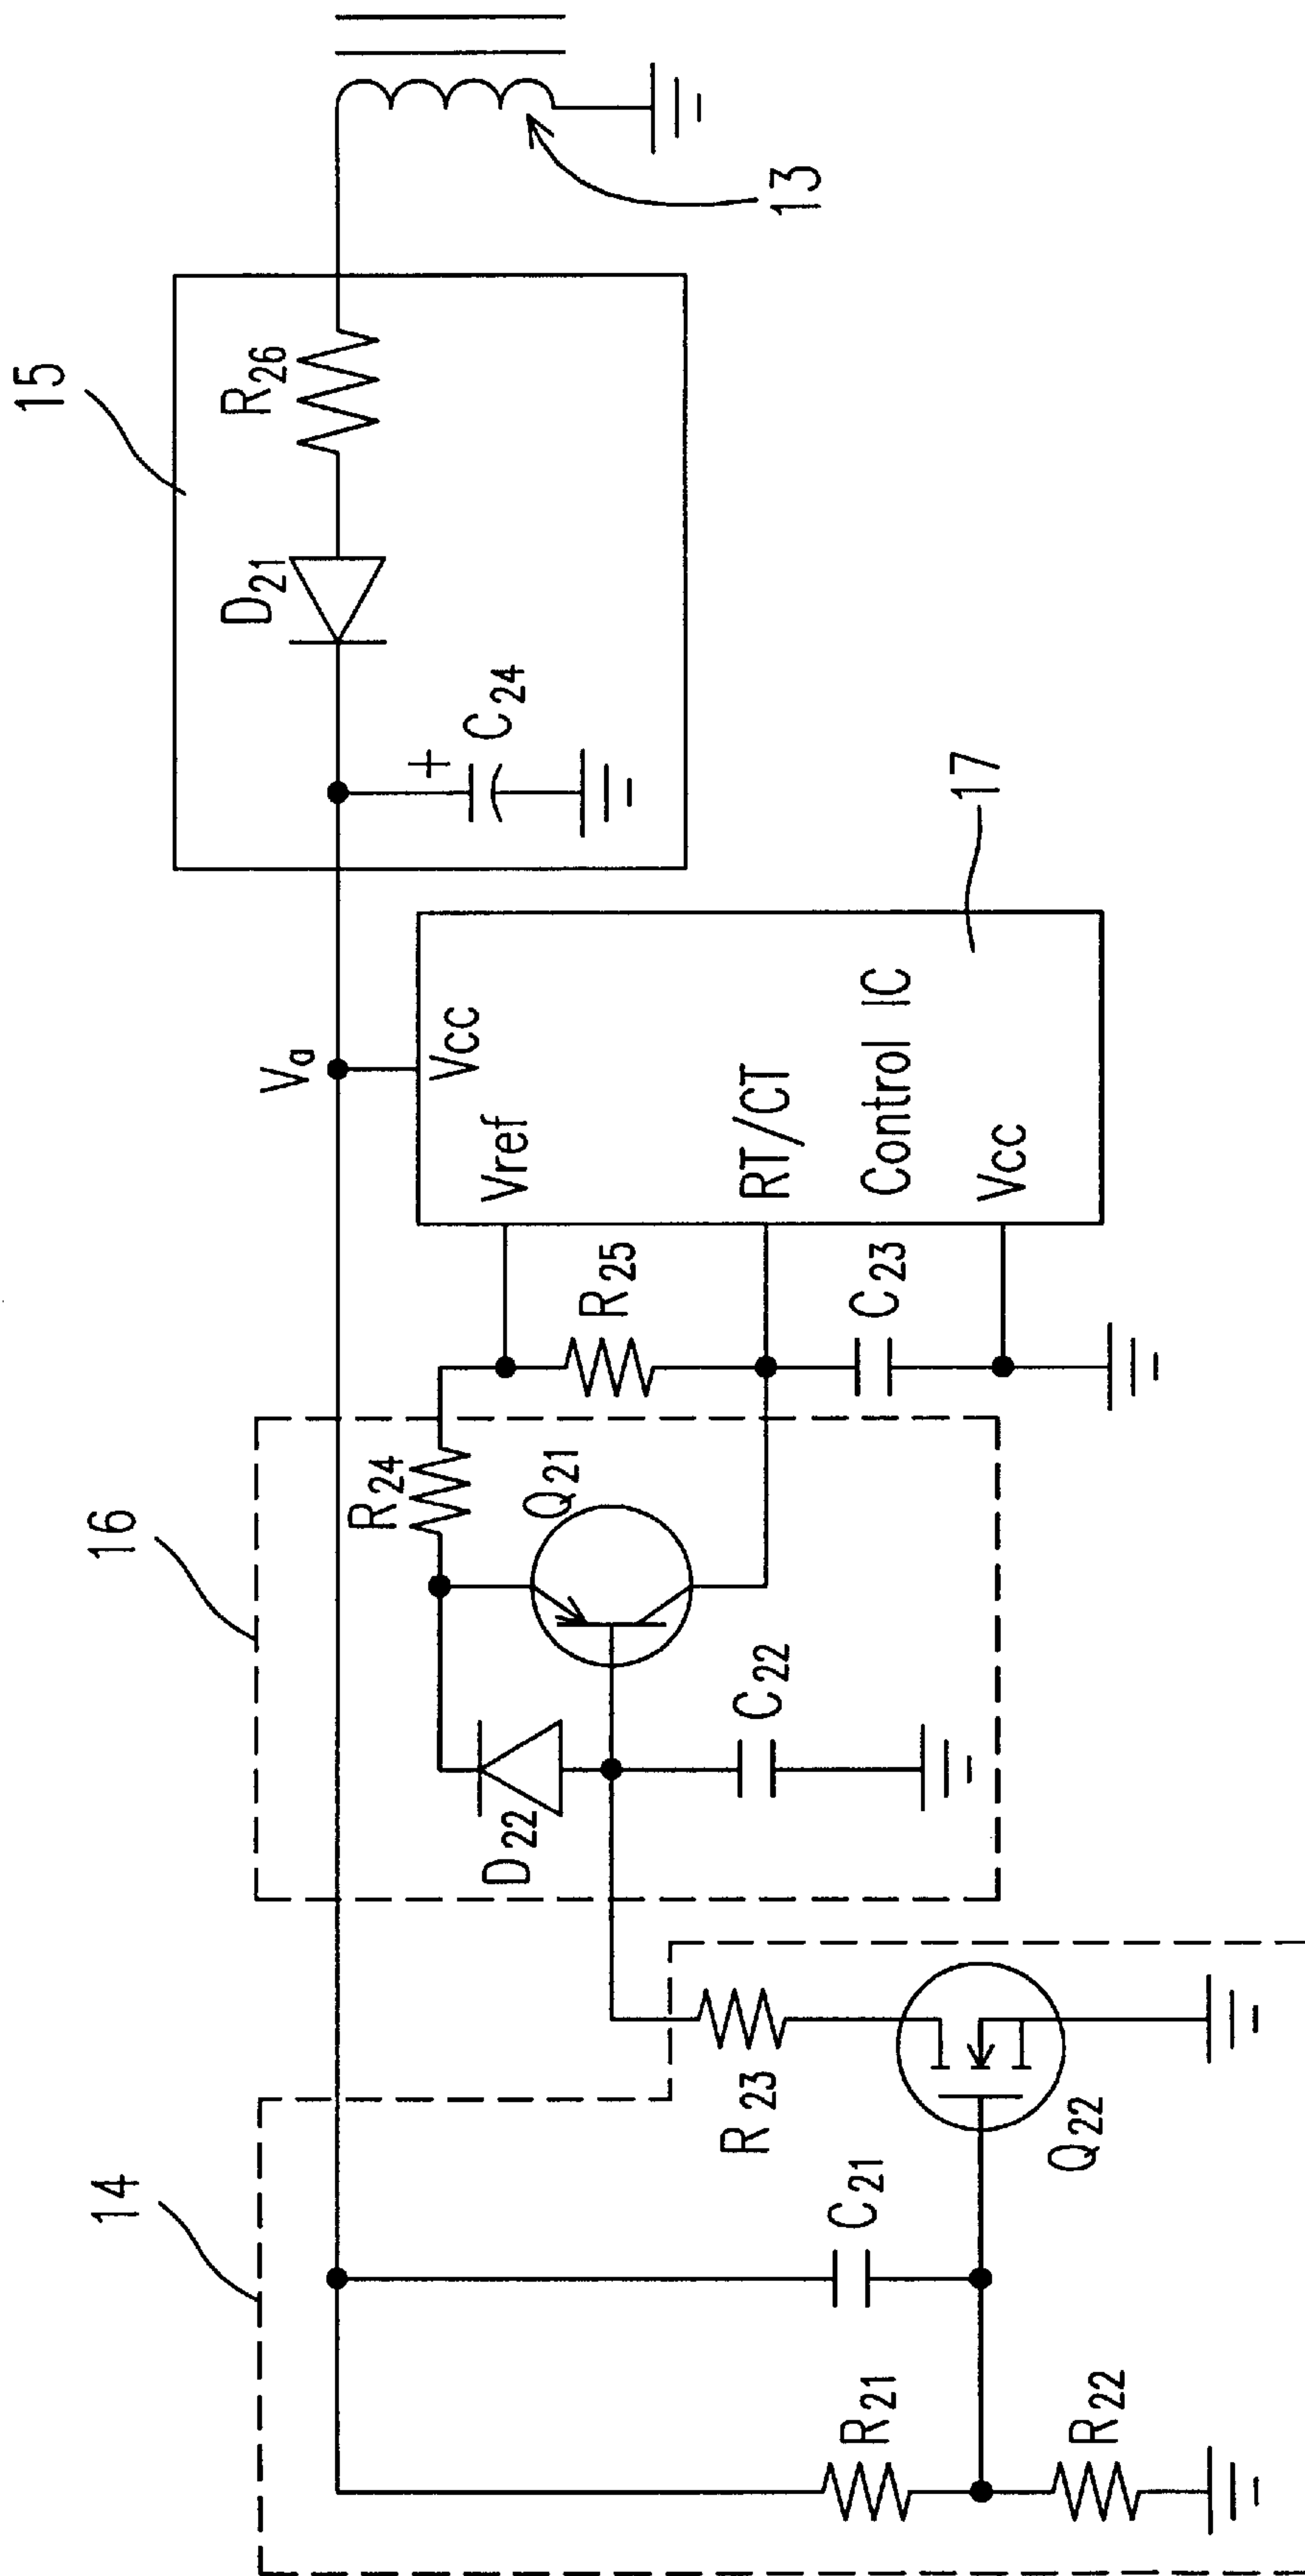 14
16
15
13
17
Va
R26
D21
+
C24
Vcc
Vref
RT/CT
Control IC
Vcc
R25
C23
R24
Q21
D22
C22
R23
Q22
C21
R21
R22